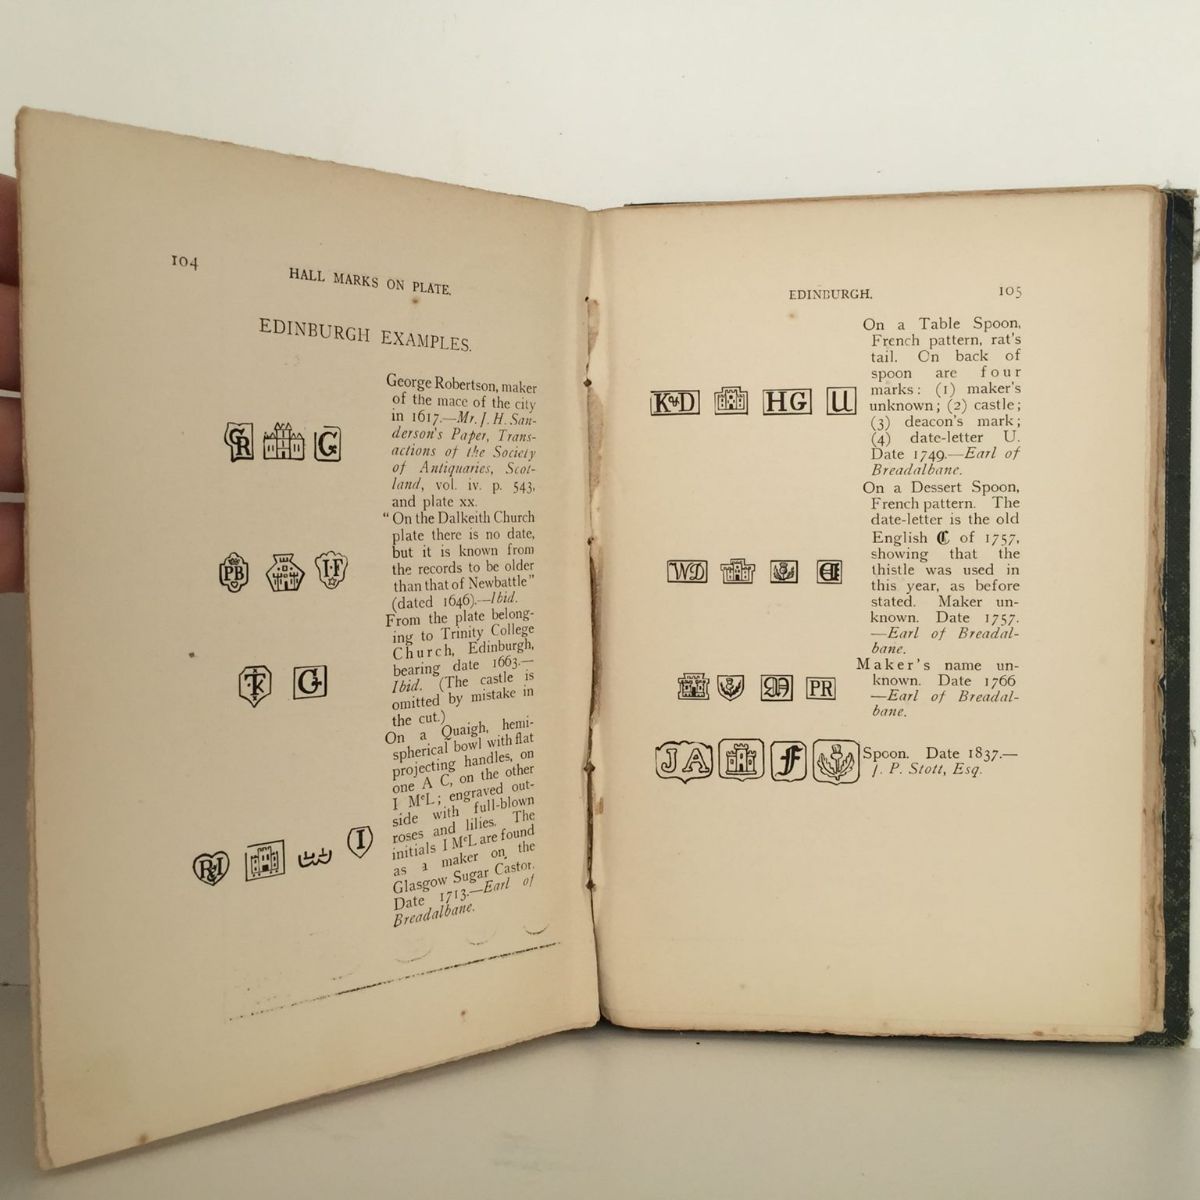 104
HALL MARKS ON PLATE.
EDINBURGH EXAMPLES.
George Robertson, maker
of the mace of the city
in 1617.—Mr. J. H. San-
derson's Paper, Trans-
actions of the Society
of Antiquaries, Scot-
land, vol. iv. p. 543,
and plate xx.
GR G
"On the Dalkeith Church
plate there is no date,
but it is known from
the records to be older
than that of Newbattle"
(dated 1646).—Ibid.
PB I·F
From the plate belong-
ing to Trinity College
Church, Edinburgh,
bearing date 1663.—
Ibid. (The castle is
omitted by mistake in
the cut.)
G
On a Quaigh, hemi-
spherical bowl with flat
projecting handles, on
one A C, on the other
I McL; engraved out-
side with full-blown
roses and lilies. The
initials I McL are found
as a maker on the
Glasgow Sugar Castor.
Date 1713.—Earl of
Breadalbane.
R&I I
EDINBURGH.
105
On a Table Spoon,
French pattern, rat's
tail. On back of
spoon are four
marks: (1) maker's
unknown; (2) castle;
(3) deacon's mark;
(4) date-letter U.
Date 1749.—Earl of
Breadalbane.
K&D HG U
On a Dessert Spoon,
French pattern. The
date-letter is the old
English C of 1757,
showing that the
thistle was used in
this year, as before
stated. Maker un-
known. Date 1757.
—Earl of Breadal-
bane.
WD C
Maker's name un-
known. Date 1766
—Earl of Breadal-
bane.
PR
Spoon. Date 1837.—
J. P. Stott, Esq.
JA F